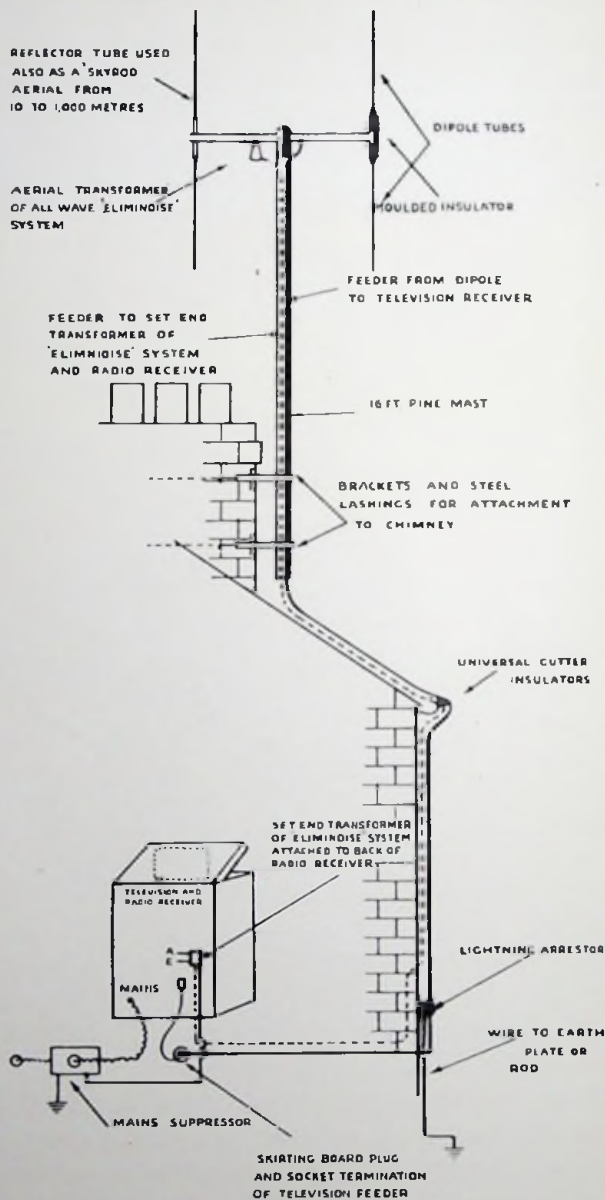 REFLECTOR TUBE USED
ALSO AS A 'SKYROD
AERIAL FROM
10 TO 1,000 METRES
DIPOLE TUBES
AERIAL TRANSFORMER
OF ALL WAVE 'ELIMINOISE'
SYSTEM
MOULDED INSULATOR
FEEDER FROM DIPOLE
TO TELEVISION RECEIVER
FEEDER TO SET END
TRANSFORMER OF
'ELIMNIOISE' SYSTEM
AND RADIO RECEIVER
16FT PINE MAST
BRACKETS AND STEEL
LASHINGS FOR ATTACHMENT
TO CHIMNEY
UNIVERSAL GUTTER
INSULATORS
SET END TRANSFORMER
OF ELIMINOISE SYSTEM
ATTACHED TO BACK OF
RADIO RECEIVER
TELEVISION AND
RADIO RECEIVER
A
E
MAINS
LIGHTNING ARRESTOR
WIRE TO EARTH
PLATE OR
ROD
MAINS SUPPRESSOR
SKIRTING BOARD PLUG
AND SOCKET TERMINATION
OF TELEVISION FEEDER